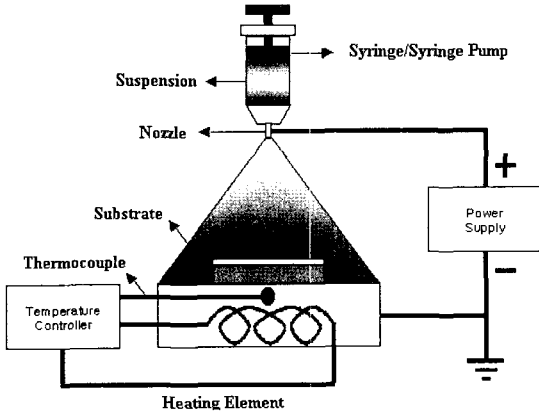 Syringe/Syringe Pump
Suspension
Nozzle
+
Power
Supply
Substrate
−
Thermocouple
Temperature
Controller
Heating Element